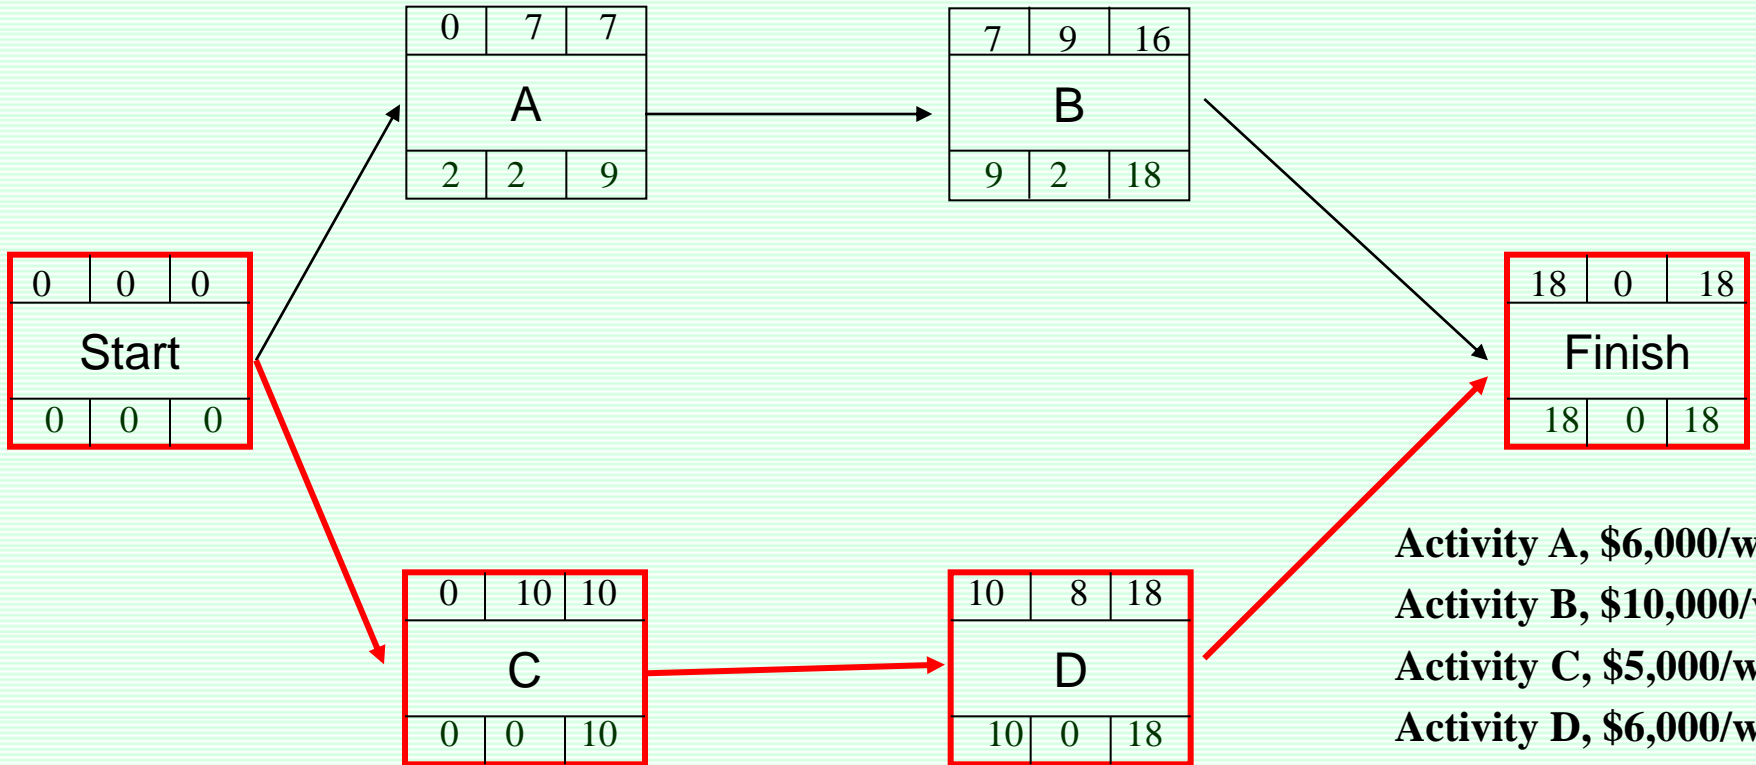 0 7 7
A
2 2 9
7 9 16
B
9 2 18
0 0 0
Start
0 0 0
18 0 18
Finish
18 0 18
0 10 10
C
0 0 10
10 8 18
D
10 0 18
Activity A, $6,000/w
Activity B, $10,000/
Activity C, $5,000/w
Activity D, $6,000/w